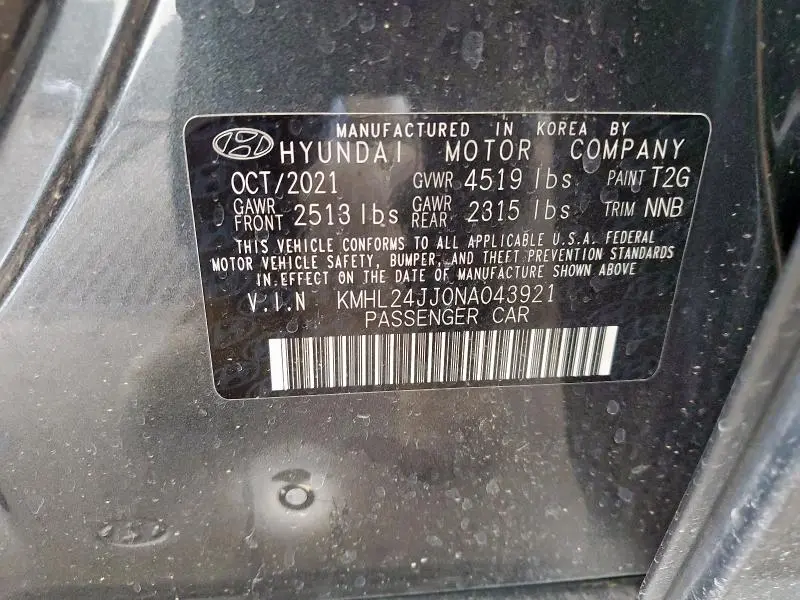 MANUFACTURED IN KOREA BY
HYUNDAI MOTOR COMPANY
OCT/2021 GVWR 4519 lbs PAINT T2G
GAWR FRONT 2513 lbs GAWR REAR 2315 lbs TRIM NNB
THIS VEHICLE CONFORMS TO ALL APPLICABLE U.S.A. FEDERAL
MOTOR VEHICLE SAFETY, BUMPER, AND THEFT PREVENTION STANDARDS
IN EFFECT ON THE DATE OF MANUFACTURE SHOWN ABOVE
V.I.N KMHL24JJ0NA043921
PASSENGER CAR